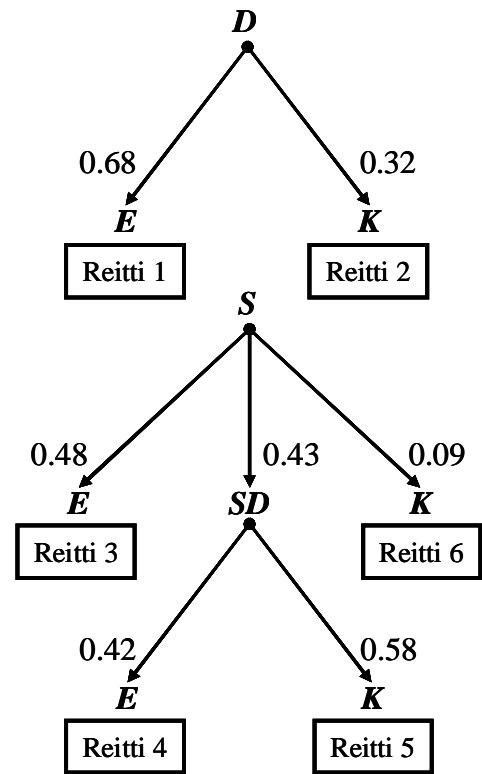 D
0.68 0.32
E K
Reitti 1 Reitti 2
S
0.48 0.43 0.09
E SD K
Reitti 3 Reitti 6
0.42 0.58
E K
Reitti 4 Reitti 5